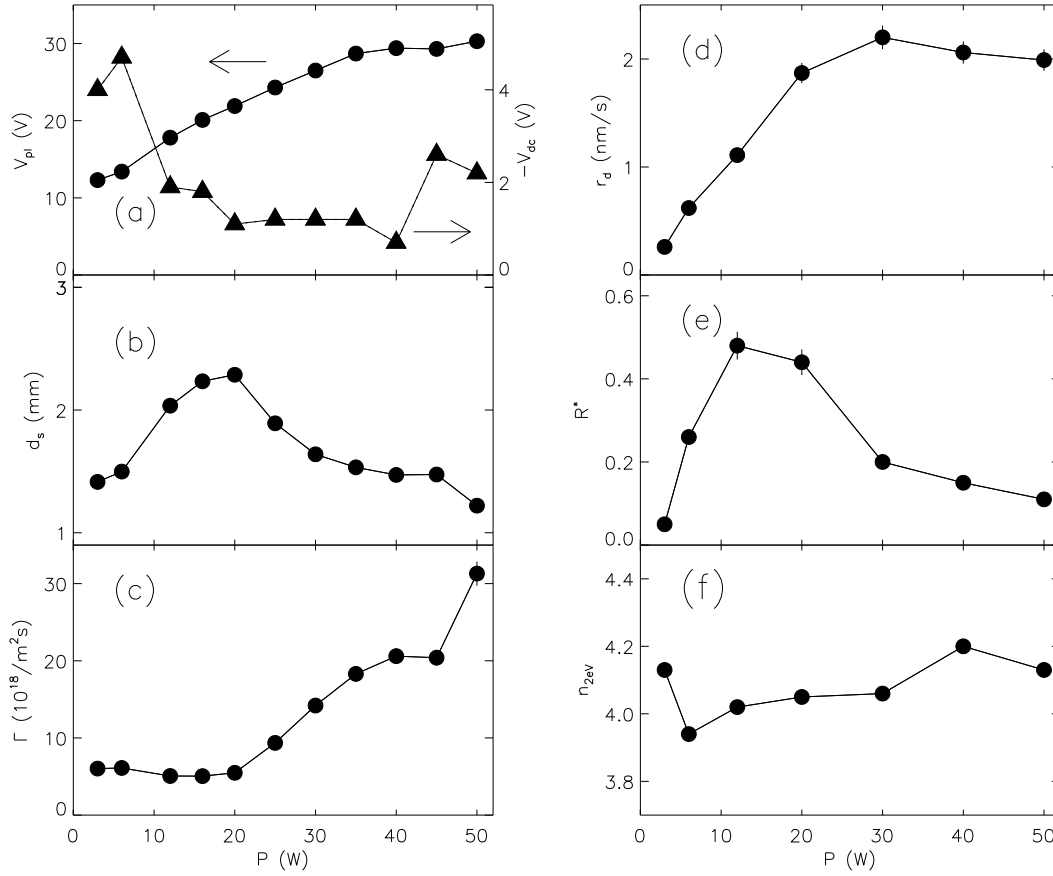 30
20
10
0
V_pl (V)
(a)
4
2
0
−V_dc (V)
3
2
1
d_s (mm)
(b)
30
20
10
0
Γ (10^18/m^2s)
(c)
0 10 20 30 40 50
P (W)
2
1
0
r_d (nm/s)
(d)
0.6
0.4
0.2
0.0
R*
(e)
4.4
4.2
4.0
3.8
n_2eV
(f)
0 10 20 30 40 50
P (W)